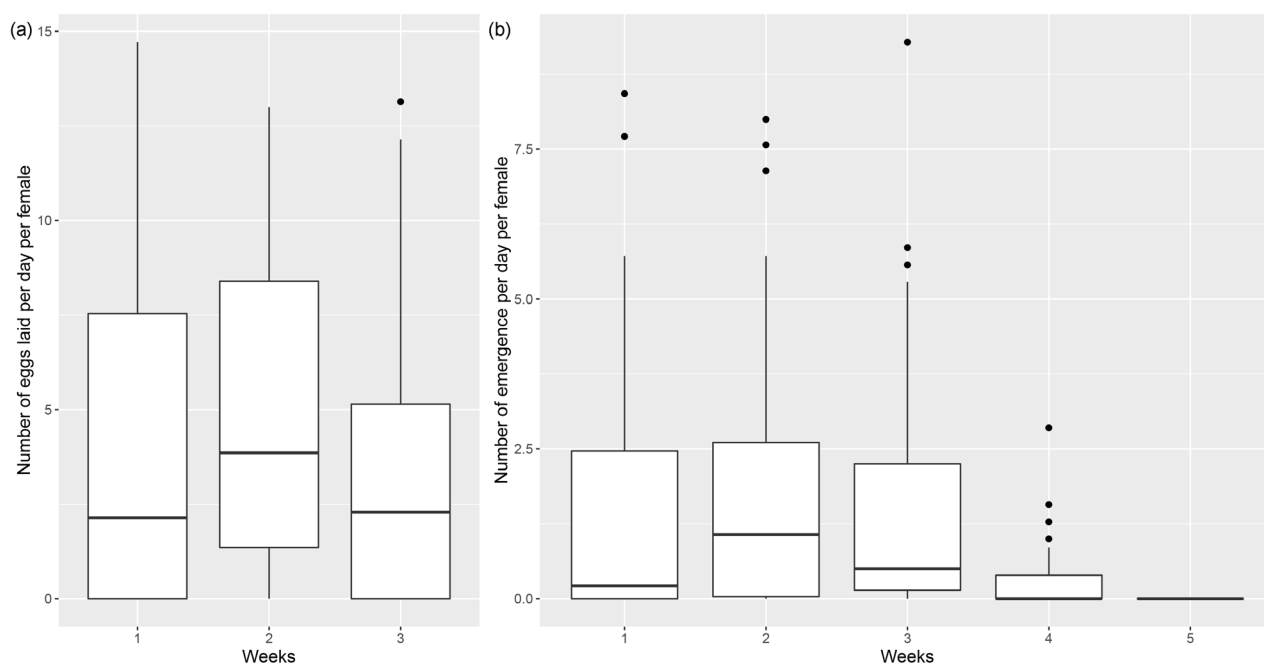 (a)
Number of eggs laid per day per female
15
10
5
0
1 2 3
Weeks
(b)
Number of emergence per day per female
7.5
5.0
2.5
0.0
1 2 3 4 5
Weeks